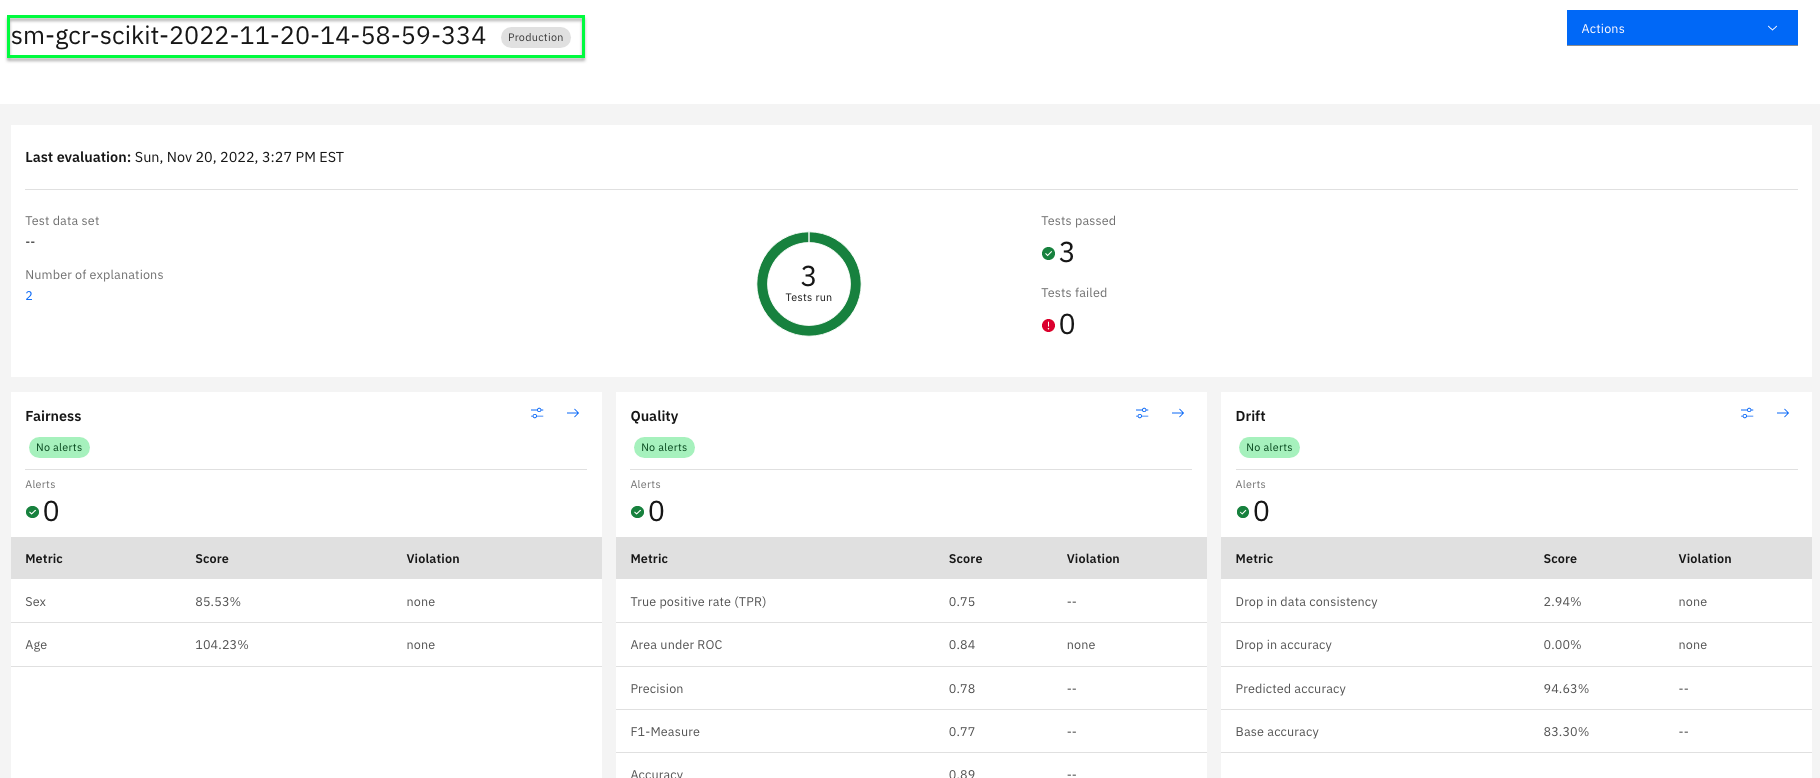 sm-gcr-scikit-2022-11-20-14-58-59-334 Production
Actions
Last evaluation: Sun, Nov 20, 2022, 3:27 PM EST
Test data set
--
Number of explanations
2
3
Tests run
Tests passed
3
Tests failed
0
Fairness
No alerts
Alerts
0
Metric Score Violation
Sex 85.53% none
Age 104.23% none
Quality
No alerts
Alerts
0
Metric Score Violation
True positive rate (TPR) 0.75 --
Area under ROC 0.84 none
Precision 0.78 --
F1-Measure 0.77 --
Accuracy 0.89 --
Drift
No alerts
Alerts
0
Metric Score Violation
Drop in data consistency 2.94% none
Drop in accuracy 0.00% none
Predicted accuracy 94.63% --
Base accuracy 83.30% --